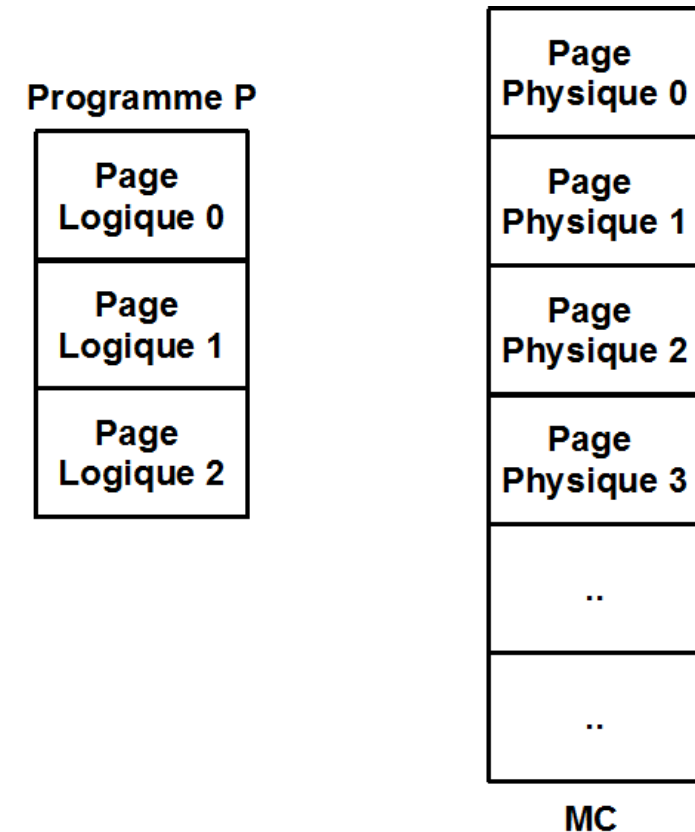 Programme P
Page
Logique 0
Page
Logique 1
Page
Logique 2
Page
Physique 0
Page
Physique 1
Page
Physique 2
Page
Physique 3
..
..
MC